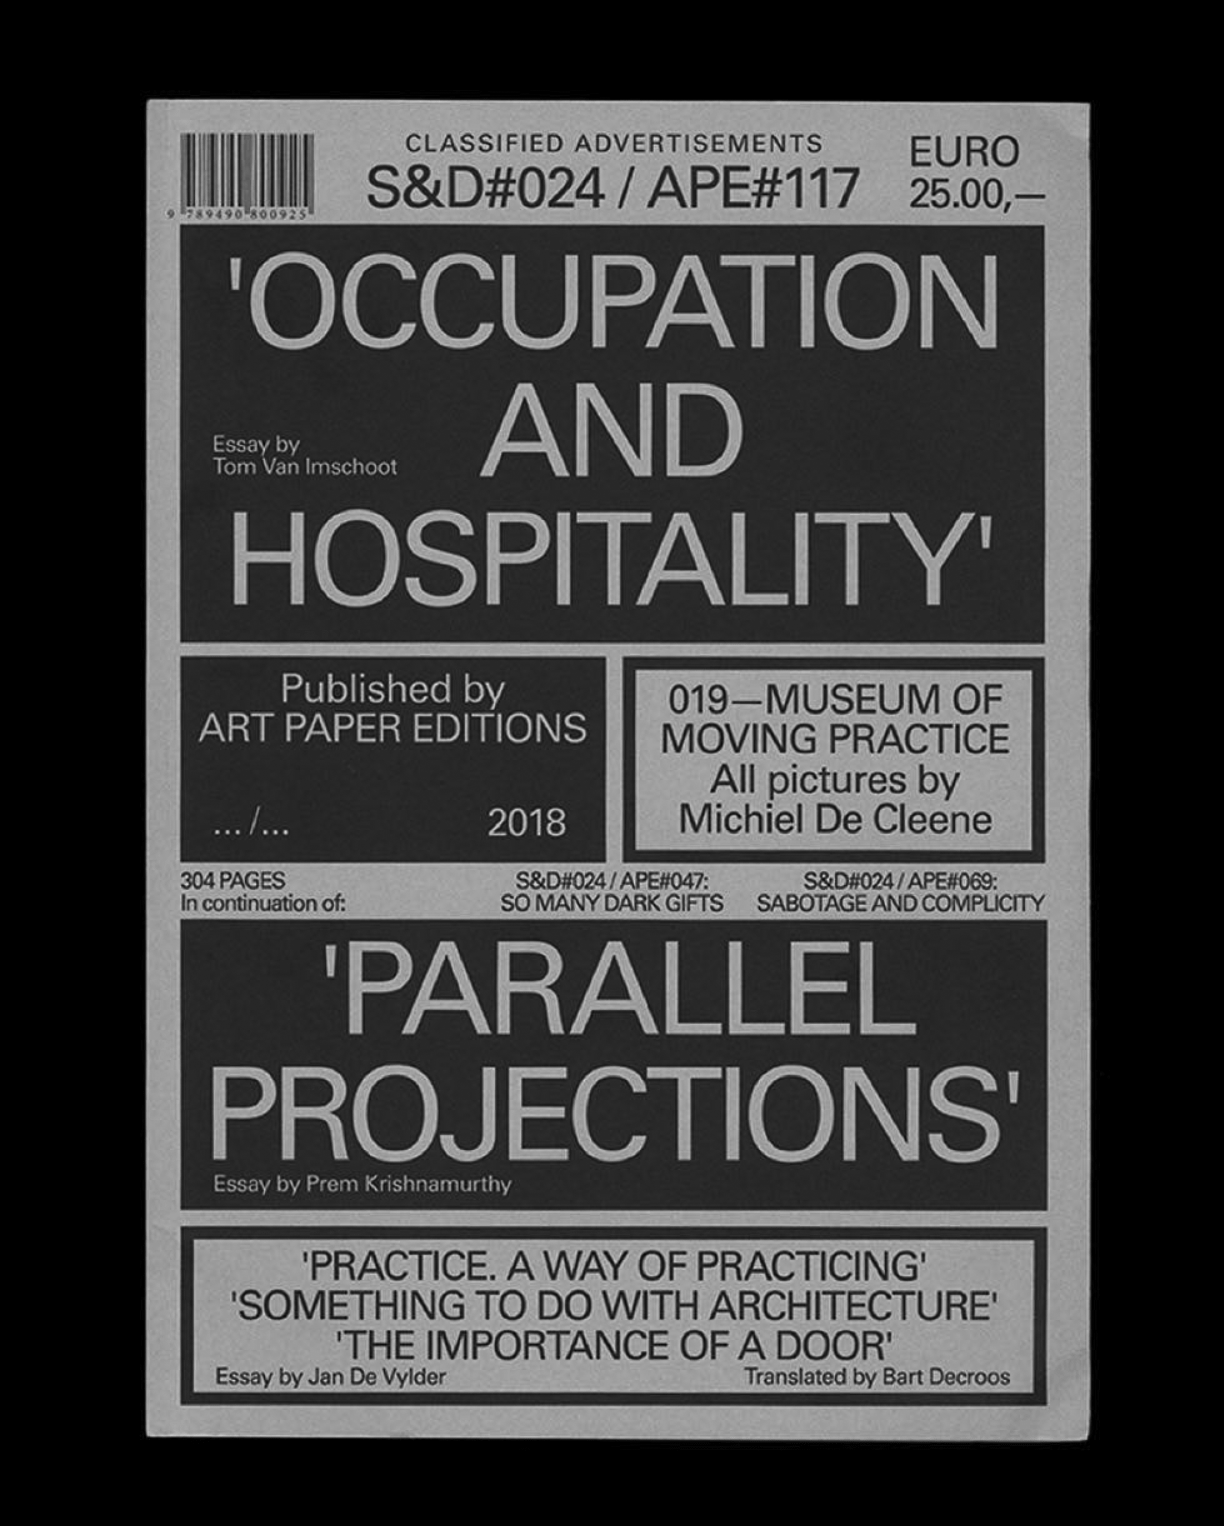 CLASSIFIED ADVERTISEMENTS
S&D#024 / APE#117
EURO
25.00,—
9 789490 800925
'OCCUPATION
AND
HOSPITALITY'
Essay by
Tom Van Imschoot
Published by
ART PAPER EDITIONS
... /...
2018
019—MUSEUM OF
MOVING PRACTICE
All pictures by
Michiel De Cleene
304 PAGES
In continuation of:
S&D#024 / APE#047:
SO MANY DARK GIFTS
S&D#024 / APE#069:
SABOTAGE AND COMPLICITY
'PARALLEL
PROJECTIONS'
Essay by Prem Krishnamurthy
'PRACTICE. A WAY OF PRACTICING'
'SOMETHING TO DO WITH ARCHITECTURE'
'THE IMPORTANCE OF A DOOR'
Essay by Jan De Vylder
Translated by Bart Decroos